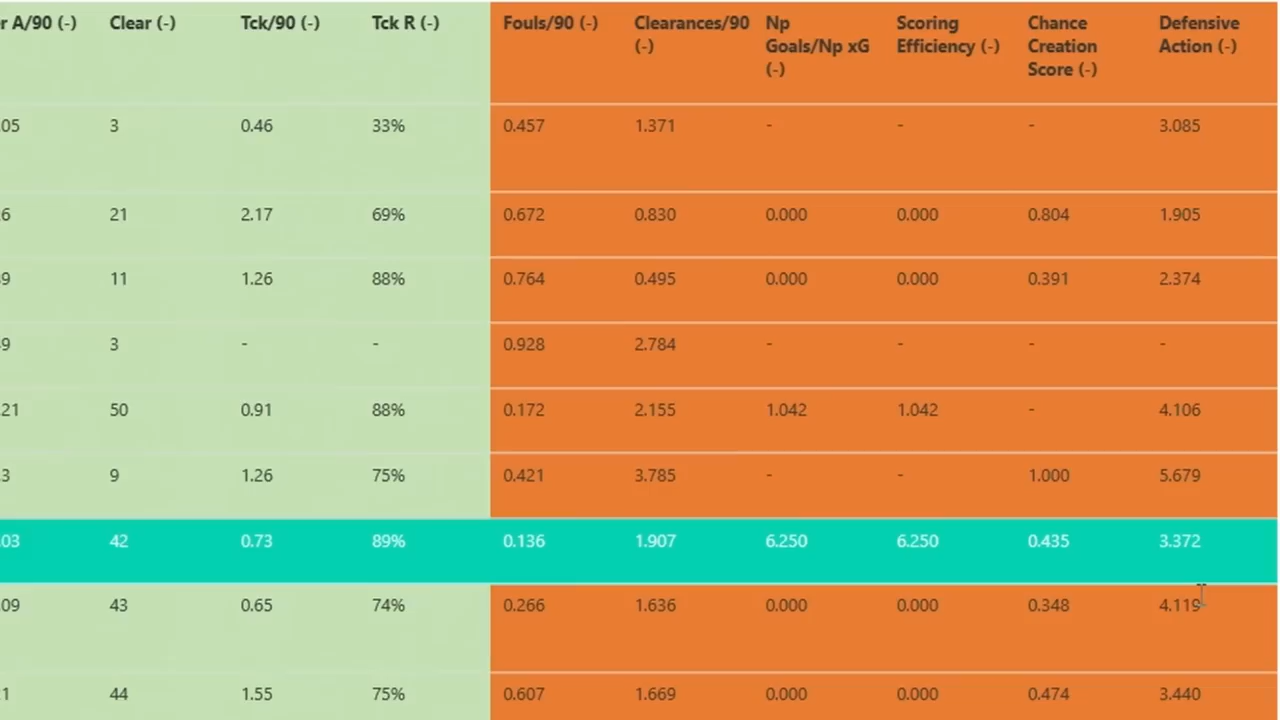 r A/90 (-) Clear (-) Tck/90 (-) Tck R (-) Fouls/90 (-) Clearances/90 (-) Np Goals/Np xG (-) Scoring Efficiency (-) Chance Creation Score (-) Defensive Action (-)
.05 3 0.46 33% 0.457 1.371 - - - 3.085
6 21 2.17 69% 0.672 0.830 0.000 0.000 0.804 1.905
9 11 1.26 88% 0.764 0.495 0.000 0.000 0.391 2.374
9 3 - - 0.928 2.784 - - - -
.21 50 0.91 88% 0.172 2.155 1.042 1.042 - 4.106
.3 9 1.26 75% 0.421 3.785 - - 1.000 5.679
.03 42 0.73 89% 0.136 1.907 6.250 6.250 0.435 3.372
.09 43 0.65 74% 0.266 1.636 0.000 0.000 0.348 4.119
1 44 1.55 75% 0.607 1.669 0.000 0.000 0.474 3.440